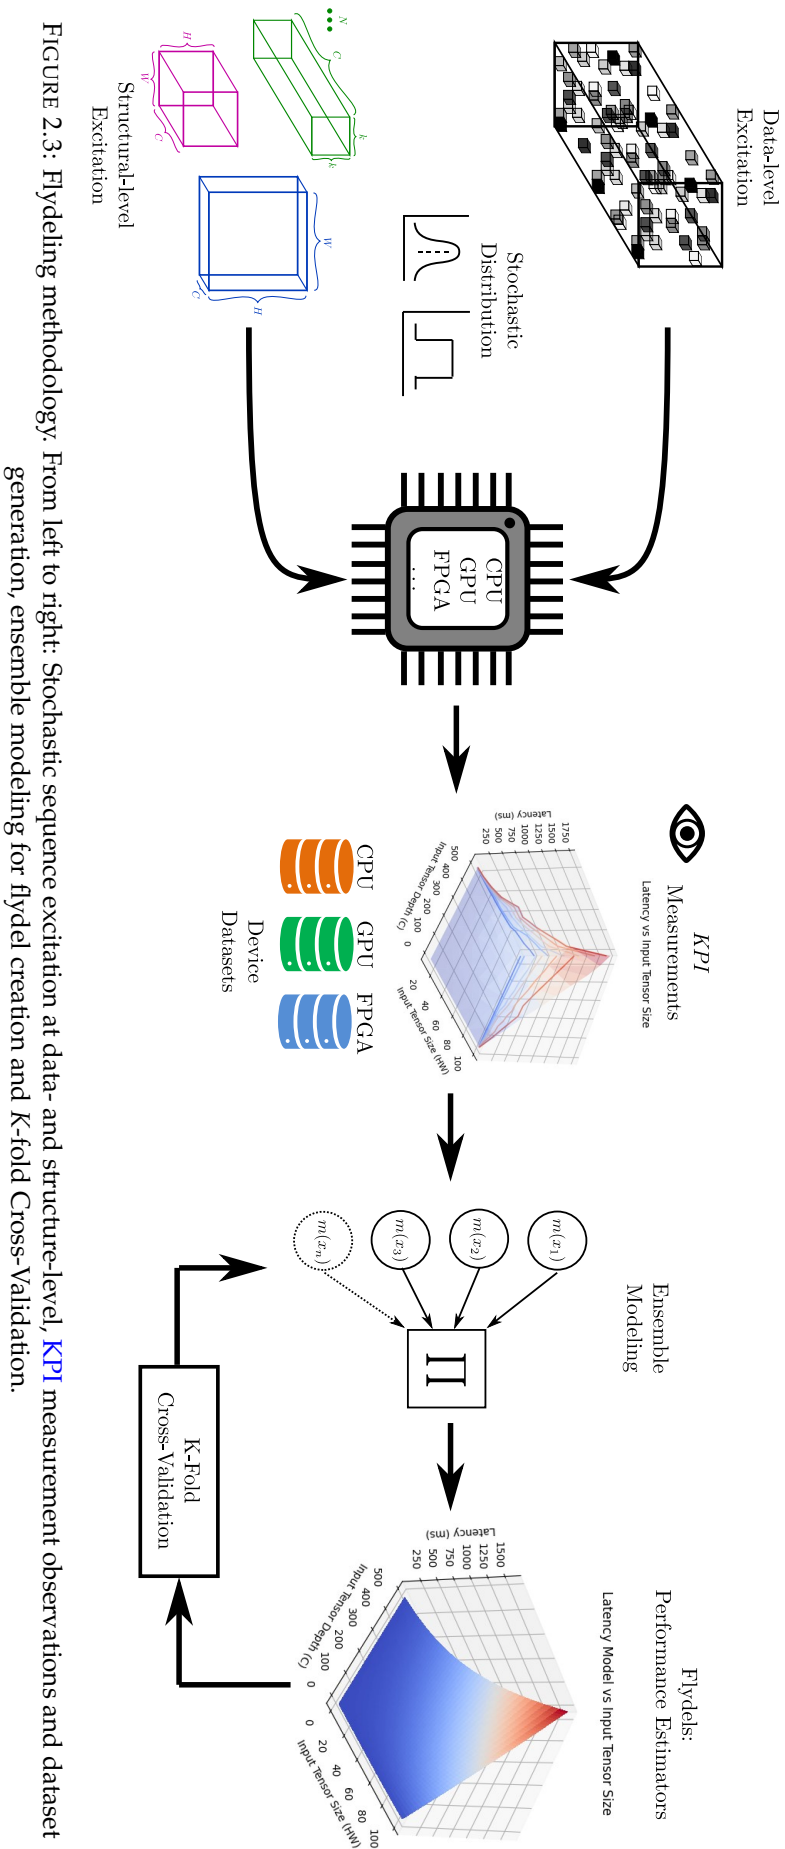 Data-level
Excitation
Stochastic
Distribution
N
C
k
k
H
W
C
W
H
C
Structural-level
Excitation
CPU
GPU
FPGA
...
KPI
Measurements
Latency vs Input Tensor Size
Latency (ms)
1750
1500
1250
1000
750
500
250
500
400
300
200
100
0
Input Tensor Depth (C)
20
40
60
80
100
Input Tensor Size (HW)
CPU
GPU
FPGA
Device
Datasets
Ensemble
Modeling
m(x₁)
m(x₂)
m(x₃)
m(xₙ)
Π
K-Fold
Cross-Validation
Flydels:
Performance Estimators
Latency Model vs Input Tensor Size
Latency (ms)
1500
1250
1000
750
500
250
500
400
300
200
100
0
Input Tensor Depth (C)
0
20
40
60
80
100
Input Tensor Size (HW)
FIGURE 2.3: Flydeling methodology. From left to right: Stochastic sequence excitation at data- and structure-level, KPI measurement observations and dataset
generation, ensemble modeling for flydel creation and K-fold Cross-Validation.